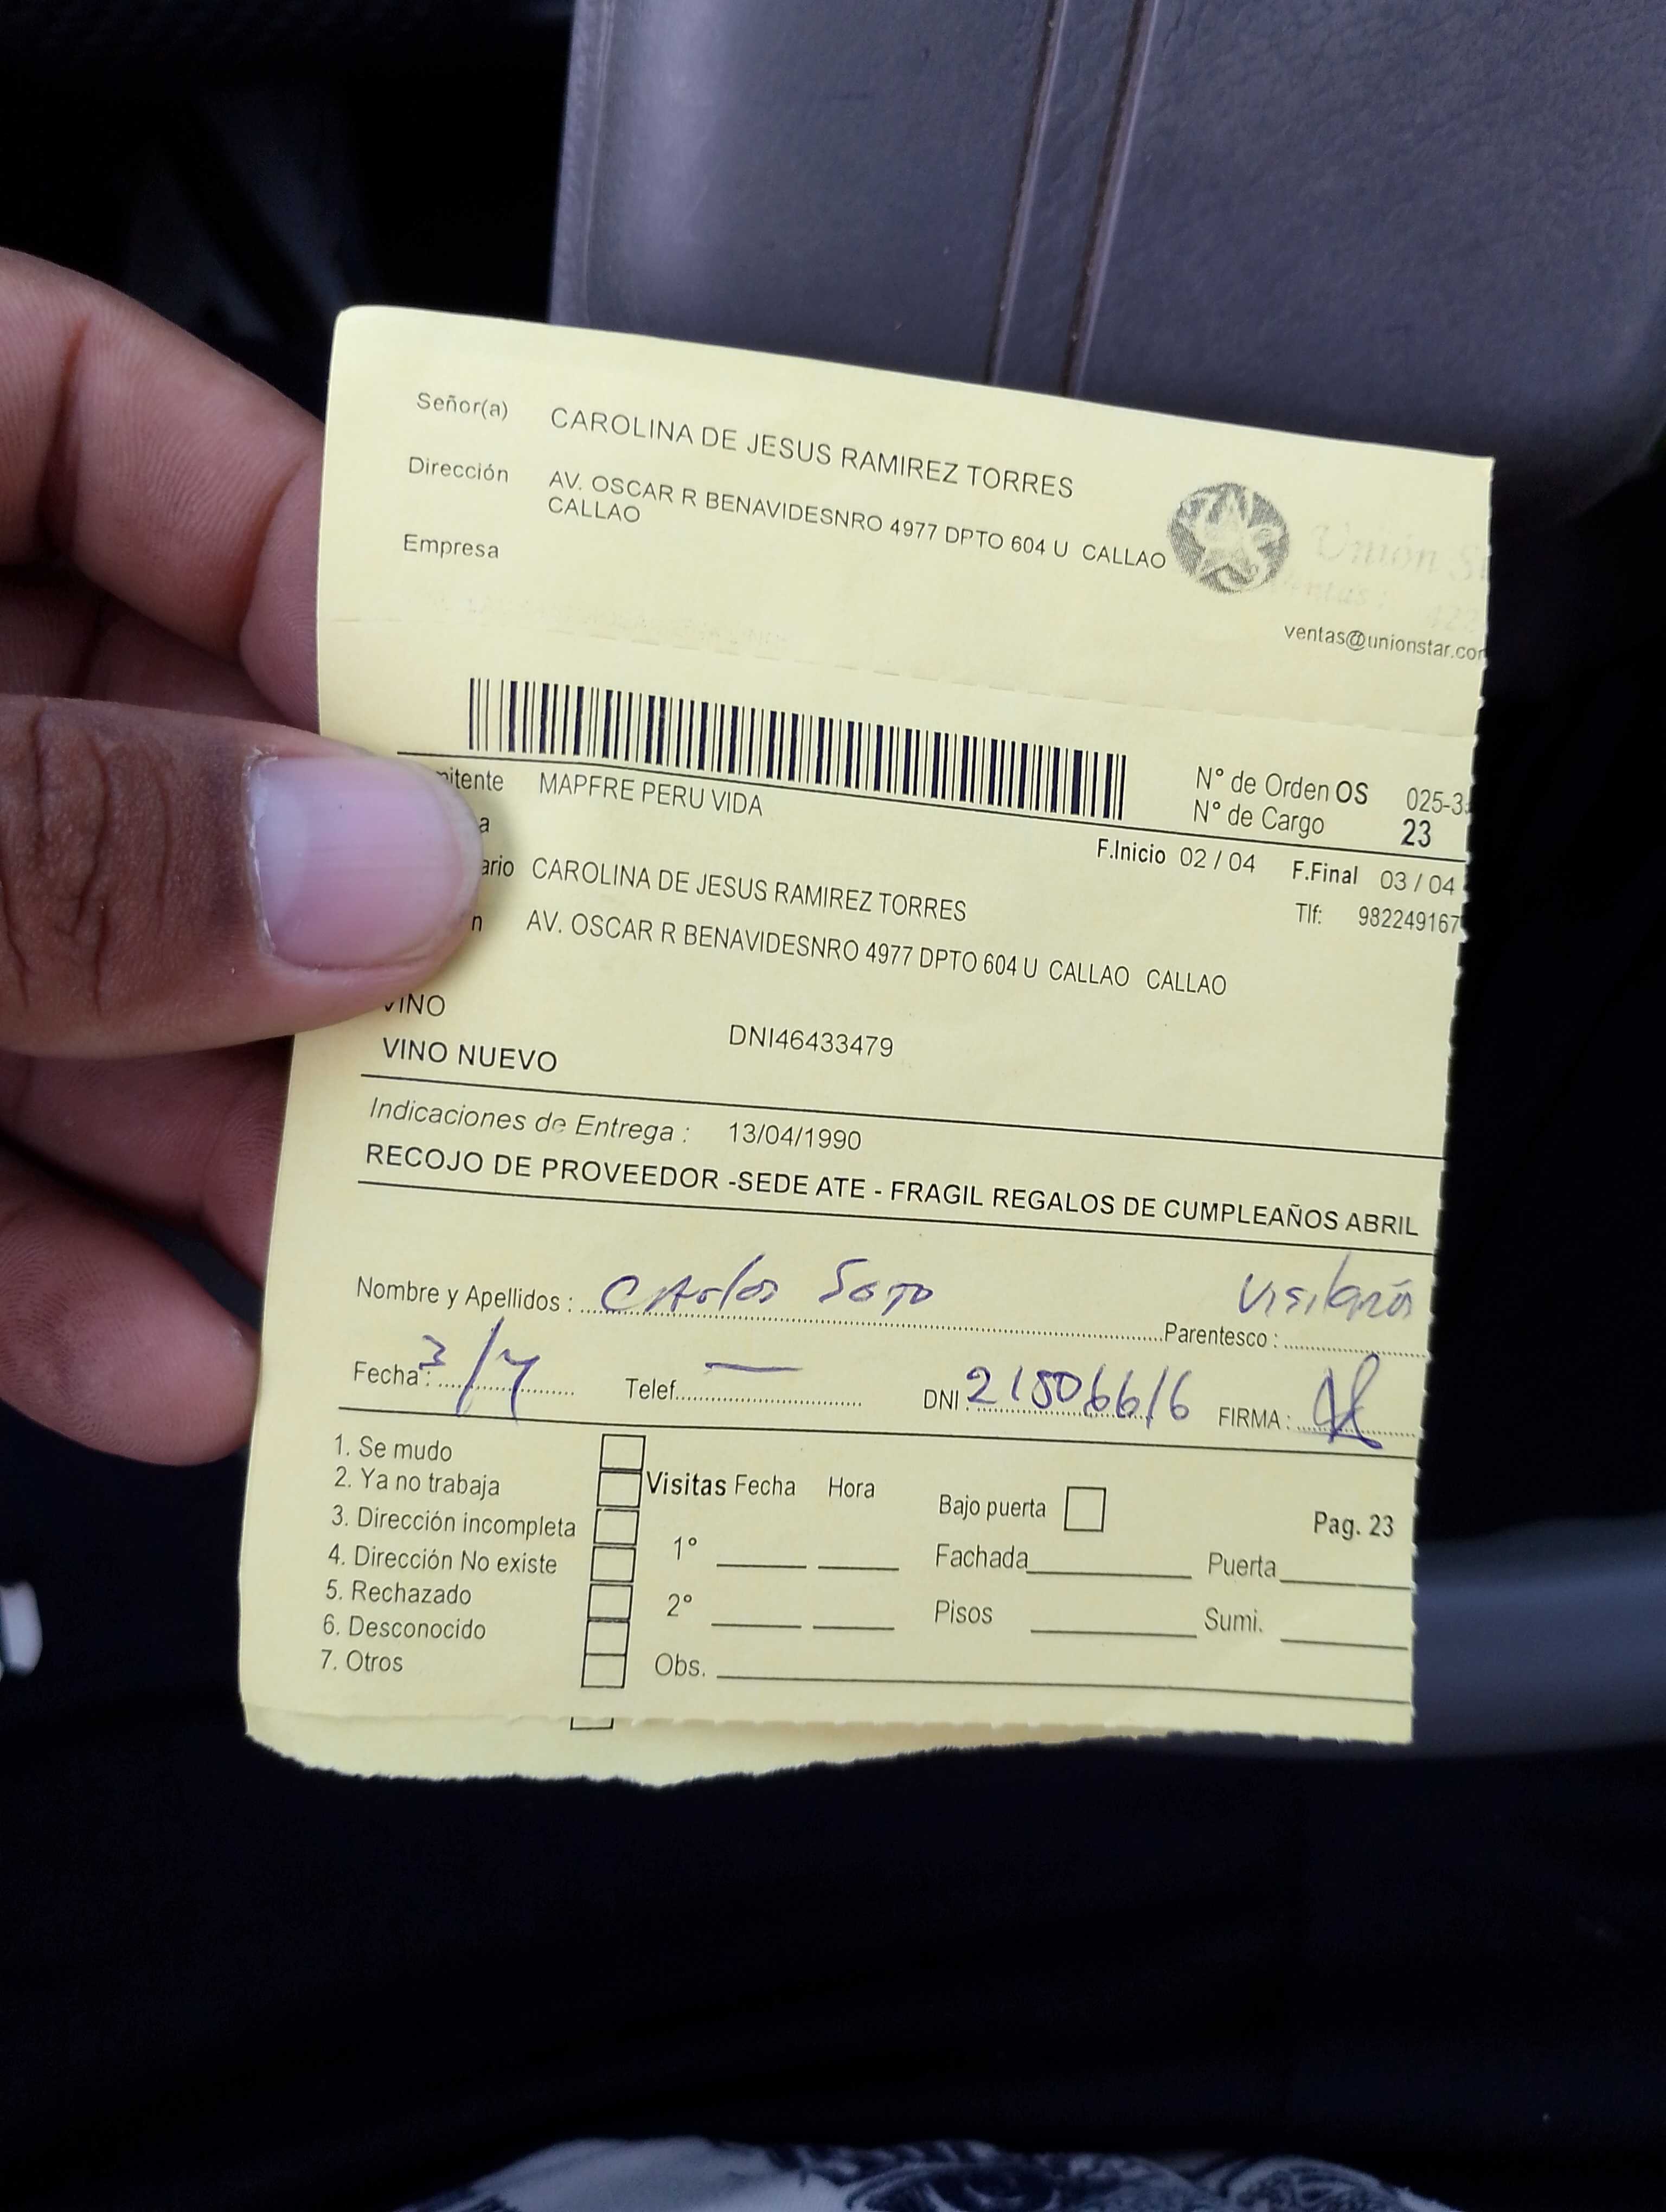 Señor(a) CAROLINA DE JESUS RAMIREZ TORRES
Dirección AV. OSCAR R BENAVIDESNRO 4977 DPTO 604 U CALLAO
CALLAO
Empresa
Unión
ventas@unionstar.com
N° de Orden OS 025-3
N° de Cargo 23
mitente MAPFRE PERU VIDA
a
F.Inicio 02 / 04 F.Final 03 / 04
ario CAROLINA DE JESUS RAMIREZ TORRES
Tlf: 982249167
n AV. OSCAR R BENAVIDESNRO 4977 DPTO 604 U CALLAO CALLAO
VINO
DNI46433479
VINO NUEVO
Indicaciones de Entrega : 13/04/1990
RECOJO DE PROVEEDOR -SEDE ATE - FRAGIL REGALOS DE CUMPLEAÑOS ABRIL
Nombre y Apellidos : Carlos Soto Parentesco :
Fecha : 3/4 Telef. — DNI : 21506616 FIRMA :
1. Se mudo
2. Ya no trabaja
3. Dirección incompleta
4. Dirección No existe
5. Rechazado
6. Desconocido
7. Otros
Visitas Fecha Hora
1°
2°
Obs.
Bajo puerta
Pag. 23
Fachada Puerta
Pisos Sumi.